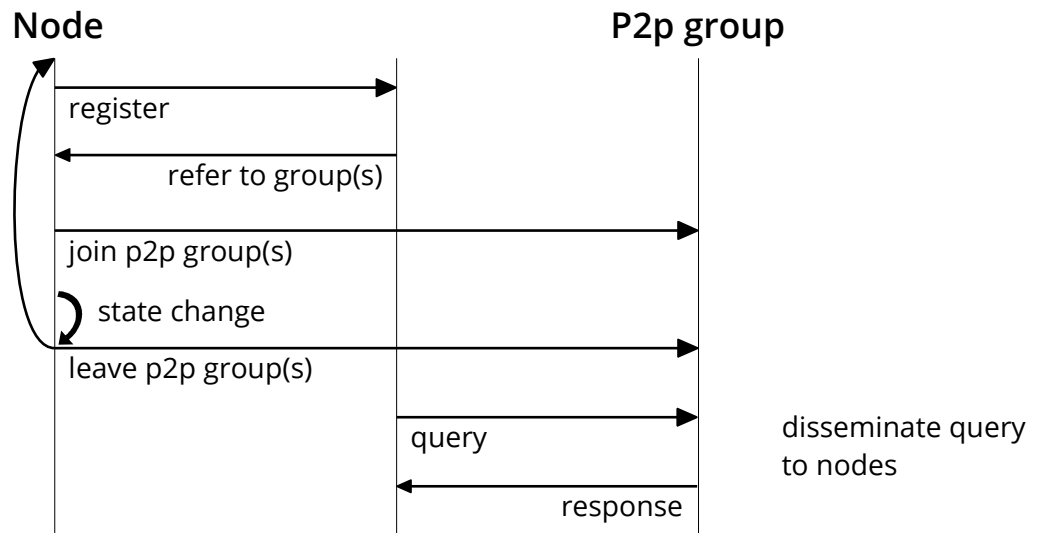 Node
P2p group
register
refer to group(s)
join p2p group(s)
state change
leave p2p group(s)
query
disseminate query
to nodes
response